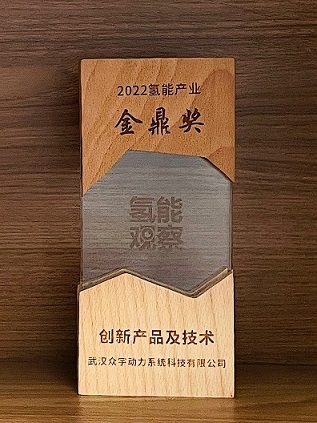 2022氢能产业
金鼎奖
氢能
观察
创新产品及技术
武汉众宇动力系统科技有限公司